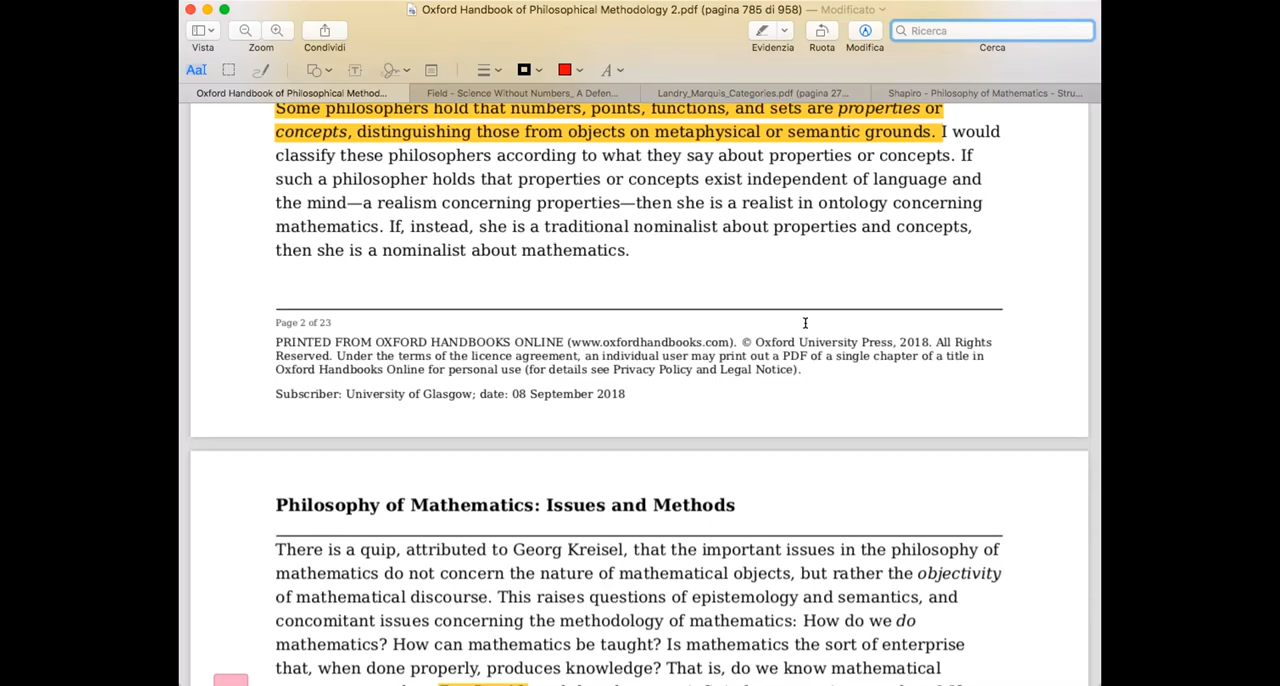 Oxford Handbook of Philosophical Methodology 2.pdf (pagina 785 di 958) — Modificato
Ricerca
Vista
Zoom
Condividi
Evidenzia
Ruota
Modifica
Cerca
Oxford Handbook of Philosophical Method...
Field - Science Without Numbers_ A Defen...
Landry_Marquis_Categories.pdf (pagina 27...
Shapiro - Philosophy of Mathematics - Stru...
Some philosophers hold that numbers, points, functions, and sets are properties or
concepts, distinguishing those from objects on metaphysical or semantic grounds. I would
classify these philosophers according to what they say about properties or concepts. If
such a philosopher holds that properties or concepts exist independent of language and
the mind—a realism concerning properties—then she is a realist in ontology concerning
mathematics. If, instead, she is a traditional nominalist about properties and concepts,
then she is a nominalist about mathematics.
Page 2 of 23
PRINTED FROM OXFORD HANDBOOKS ONLINE (www.oxfordhandbooks.com). © Oxford University Press, 2018. All Rights
Reserved. Under the terms of the licence agreement, an individual user may print out a PDF of a single chapter of a title in
Oxford Handbooks Online for personal use (for details see Privacy Policy and Legal Notice).
Subscriber: University of Glasgow; date: 08 September 2018
Philosophy of Mathematics: Issues and Methods
There is a quip, attributed to Georg Kreisel, that the important issues in the philosophy of
mathematics do not concern the nature of mathematical objects, but rather the objectivity
of mathematical discourse. This raises questions of epistemology and semantics, and
concomitant issues concerning the methodology of mathematics: How do we do
mathematics? How can mathematics be taught? Is mathematics the sort of enterprise
that, when done properly, produces knowledge? That is, do we know mathematical